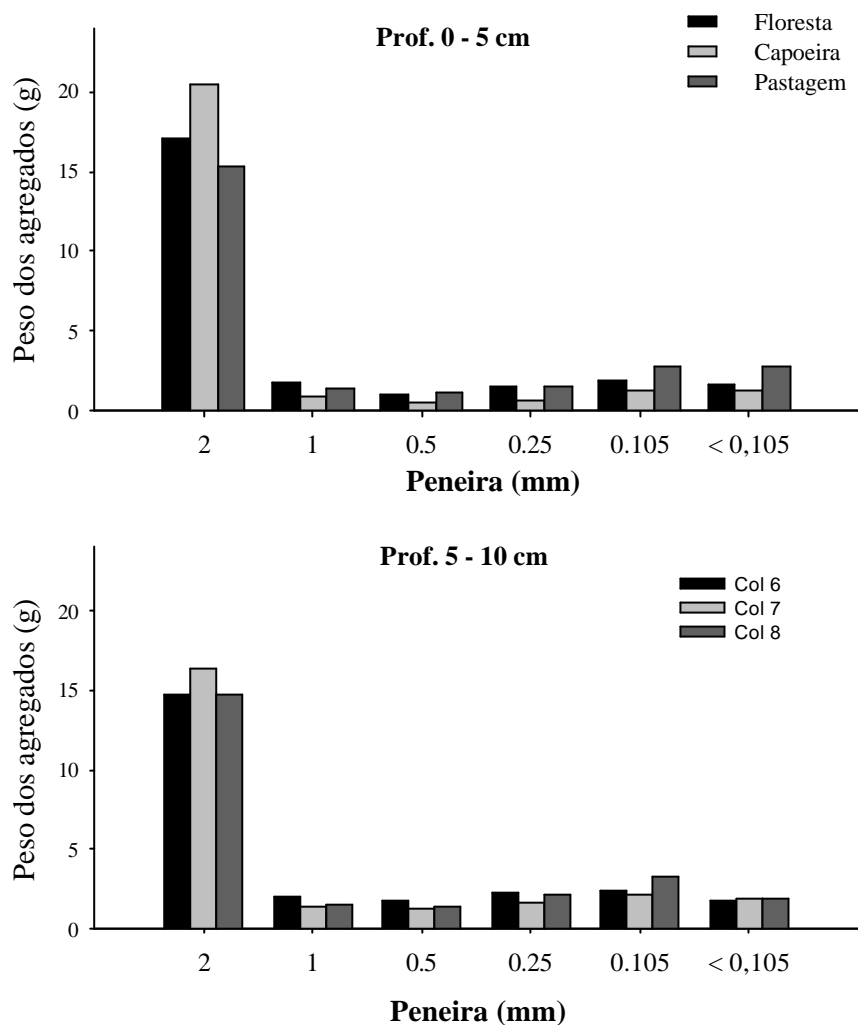 Prof. 0 - 5 cm
Floresta
Capoeira
Pastagem
Peso dos agregados (g)
20
15
10
5
0
2 1 0.5 0.25 0.105 < 0,105
Peneira (mm)
Prof. 5 - 10 cm
Col 6
Col 7
Col 8
Peso dos agregados (g)
20
15
10
5
0
2 1 0.5 0.25 0.105 < 0,105
Peneira (mm)